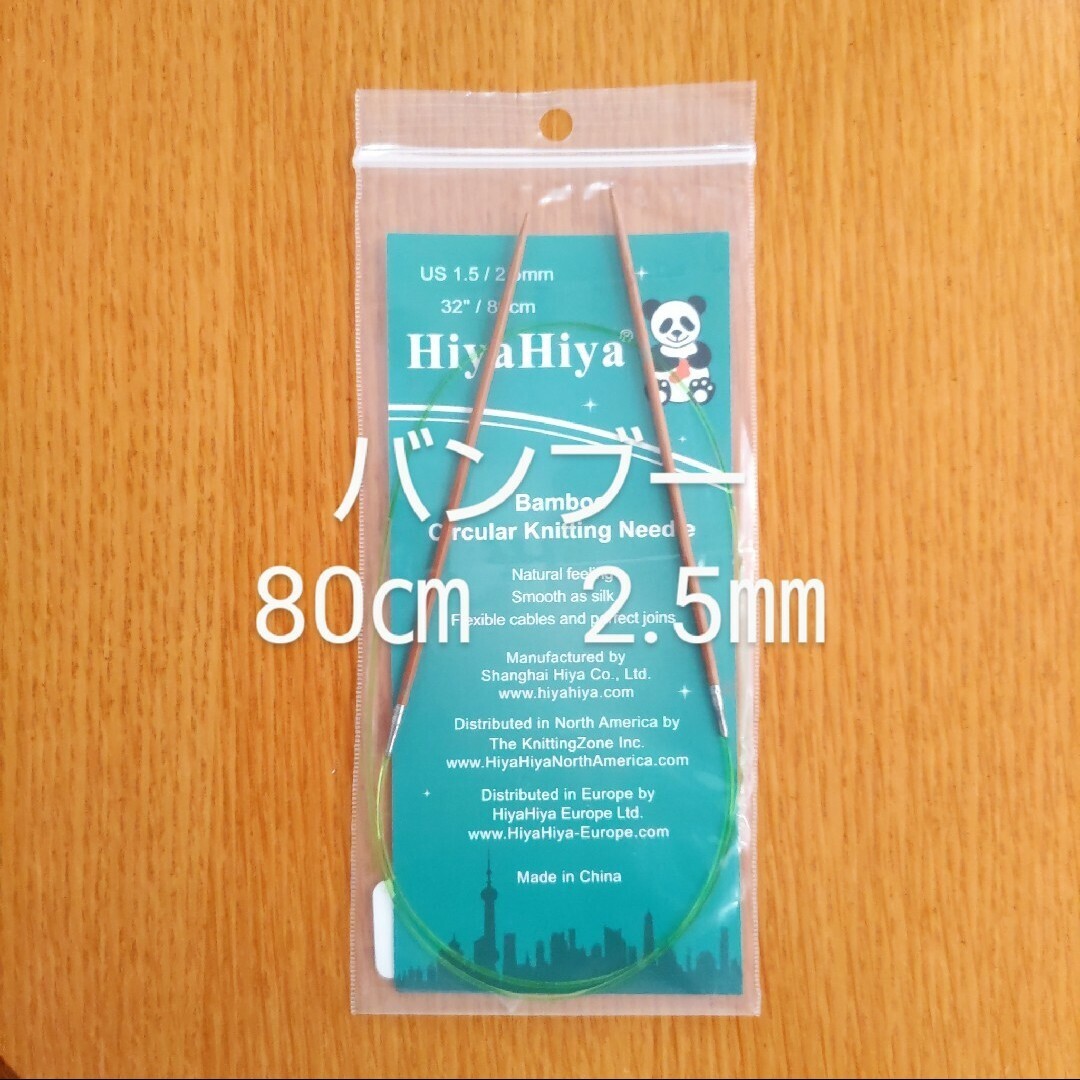 US 1.5 / 2.5mm
32" / 80cm
HiyaHiya®
バンブー
Bamboo
Circular Knitting Needle
80㎝ 2.5㎜
Natural feeling
Smooth as silk
Flexible cables and perfect joins
Manufactured by
Shanghai Hiya Co., Ltd.
www.hiyahiya.com
Distributed in North America by
The KnittingZone Inc.
www.HiyaHiyaNorthAmerica.com
Distributed in Europe by
HiyaHiya Europe Ltd.
www.HiyaHiya-Europe.com
Made in China